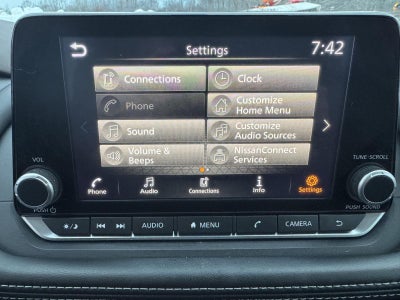 Settings
7:42
Connections
Clock
Phone
Customize
Home Menu
Sound
Customize
Audio Sources
Volume &
Beeps
NissanConnect
Services
Phone
Audio
Connections
Info
Settings
VOL
TUNE·SCROLL
PUSH
PUSH SOUND
AUDIO
MENU
CAMERA